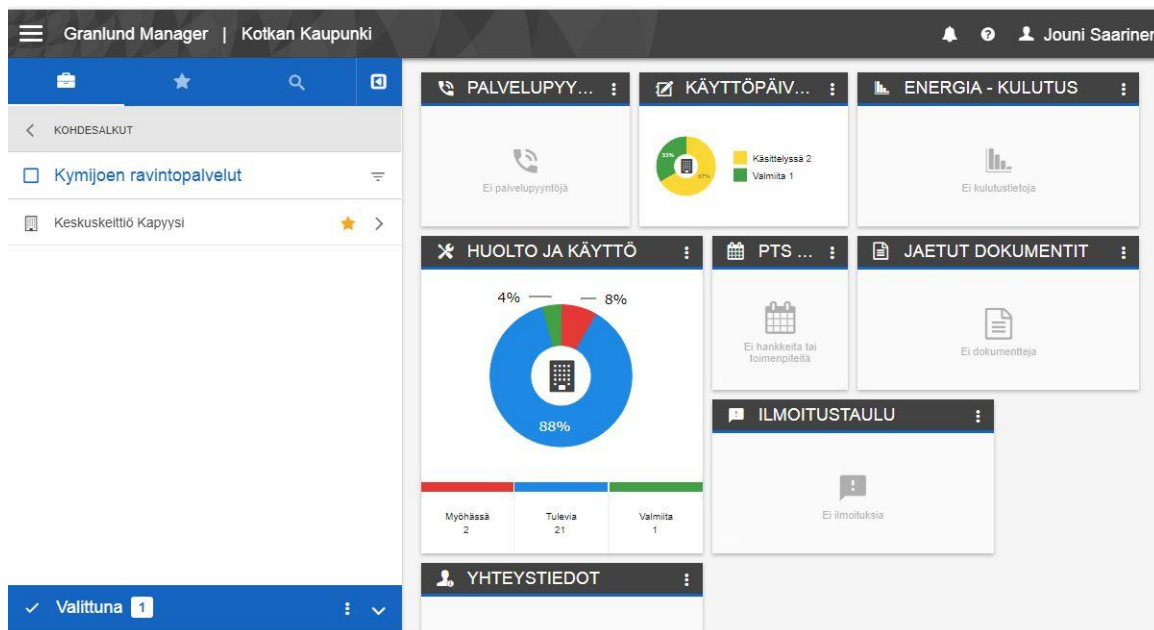 Granlund Manager | Kotkan Kaupunki
Jouni Saarinen
KOHDESALKUT
Kymijoen ravintopalvelut
Keskuskeittiö Kapyysi
Valittuna 1
PALVELUPYY...
Ei palvelupyyntöjä
KÄYTTÖPÄIV...
33%
67%
Käsittelyssä 2
Valmiita 1
ENERGIA - KULUTUS
Ei kulutustietoja
HUOLTO JA KÄYTTÖ
4%
8%
88%
Myöhässä
2
Tulevia
21
Valmiita
1
PTS ...
Ei hankkeita tai
toimenpiteitä
JAETUT DOKUMENTIT
Ei dokumentteja
ILMOITUSTAULU
Ei ilmoituksia
YHTEYSTIEDOT